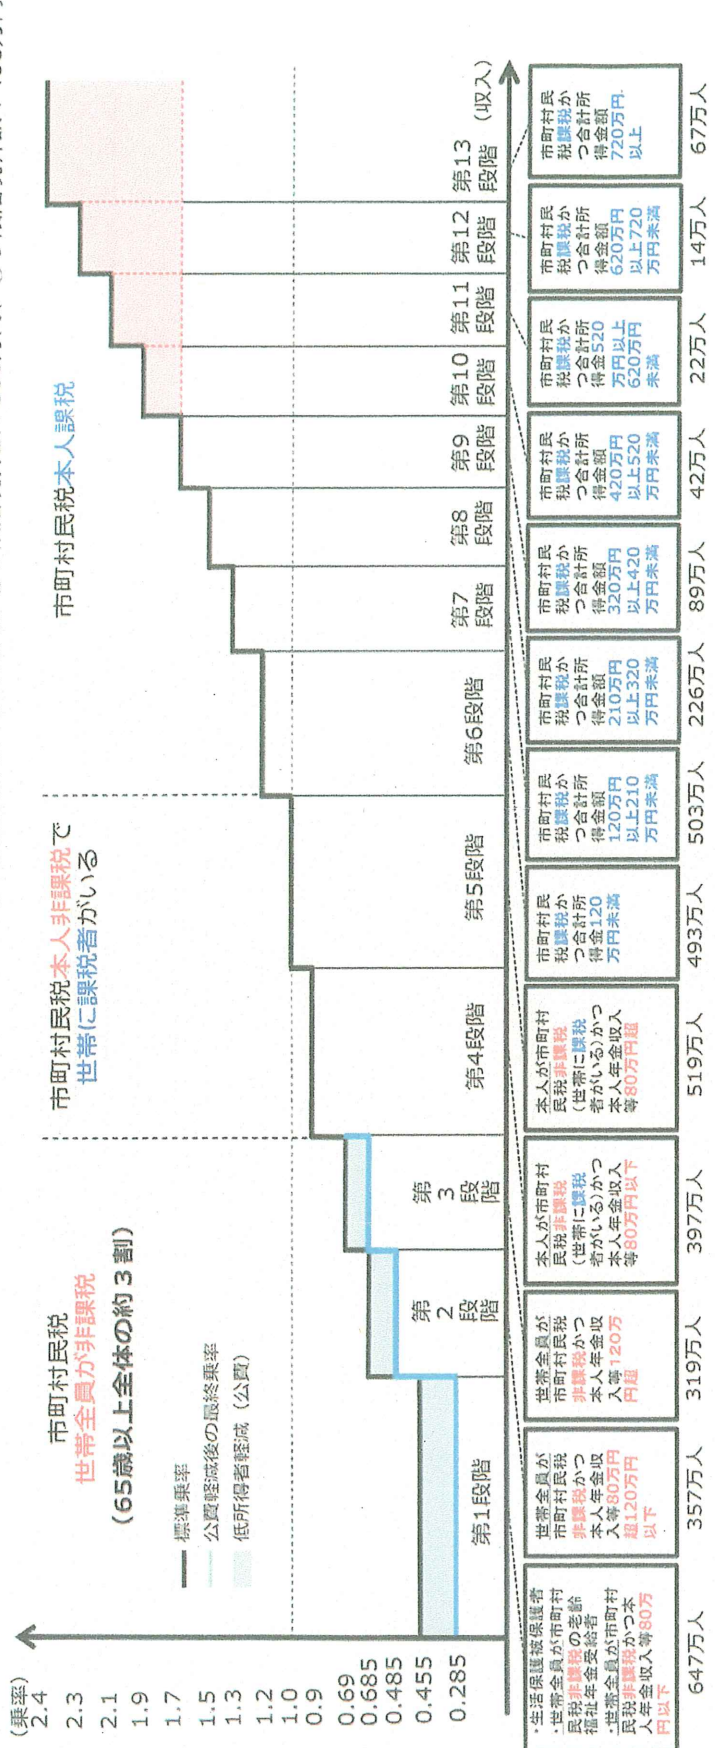 (乗率)
2.4
2.3
2.1
1.9
1.7
1.5
1.3
1.2
1.0
0.9
0.69
0.685
0.485
0.455
0.285
市町村民税
世帯全員が非課税
(65歳以上全体の約3割)
標準乗率
公費軽減後の最終乗率
低所得者軽減(公費)
市町村民税本人非課税で
世帯に課税者がいる
市町村民税本人課税
第1段階
第
2
段
階
第
3
段
階
第4段階
第5段階
第6段階
第7
段階
第8
段階
第9
段階
第10
段階
第11
段階
第12
段階
第13
段階
(収入)
・生活保護被保護者
・世帯全員が市町村
民税非課税の老齢
福祉年金受給者
・世帯全員が市町村
民税非課税かつ本
人年金収入等80万
円以下
647万人
世帯全員が
市町村民税
非課税かつ
本人年金収
入等80万円
超120万円
以下
357万人
世帯全員が
市町村民税
非課税かつ
本人年金収
入等120万
円超
319万人
本人が市町村
民税非課税
(世帯に課税
者がいる)かつ
本人年金収入
等80万円以下
397万人
本人が市町村
民税非課税
(世帯に課税
者がいる)かつ
本人年金収入
等80万円超
519万人
市町村民
税課税か
つ合計所
得金120
万円未満
493万人
市町村民
税課税か
つ合計所
得金額
120万円
以上210
万円未満
503万人
市町村民
税課税か
つ合計所
得金額
210万円
以上320
万円未満
226万人
市町村民
税課税か
つ合計所
得金額
320万円
以上420
万円未満
89万人
市町村民
税課税か
つ合計所
得金額
420万円
以上520
万円未満
42万人
市町村民
税課税か
つ合計所
得金520
万円以上
620万円
未満
22万人
市町村民
税課税か
つ合計所
得金額
620万円
以上720
万円未満
14万人
市町村民
税課税か
つ合計所
得金額
720万円
以上
67万人